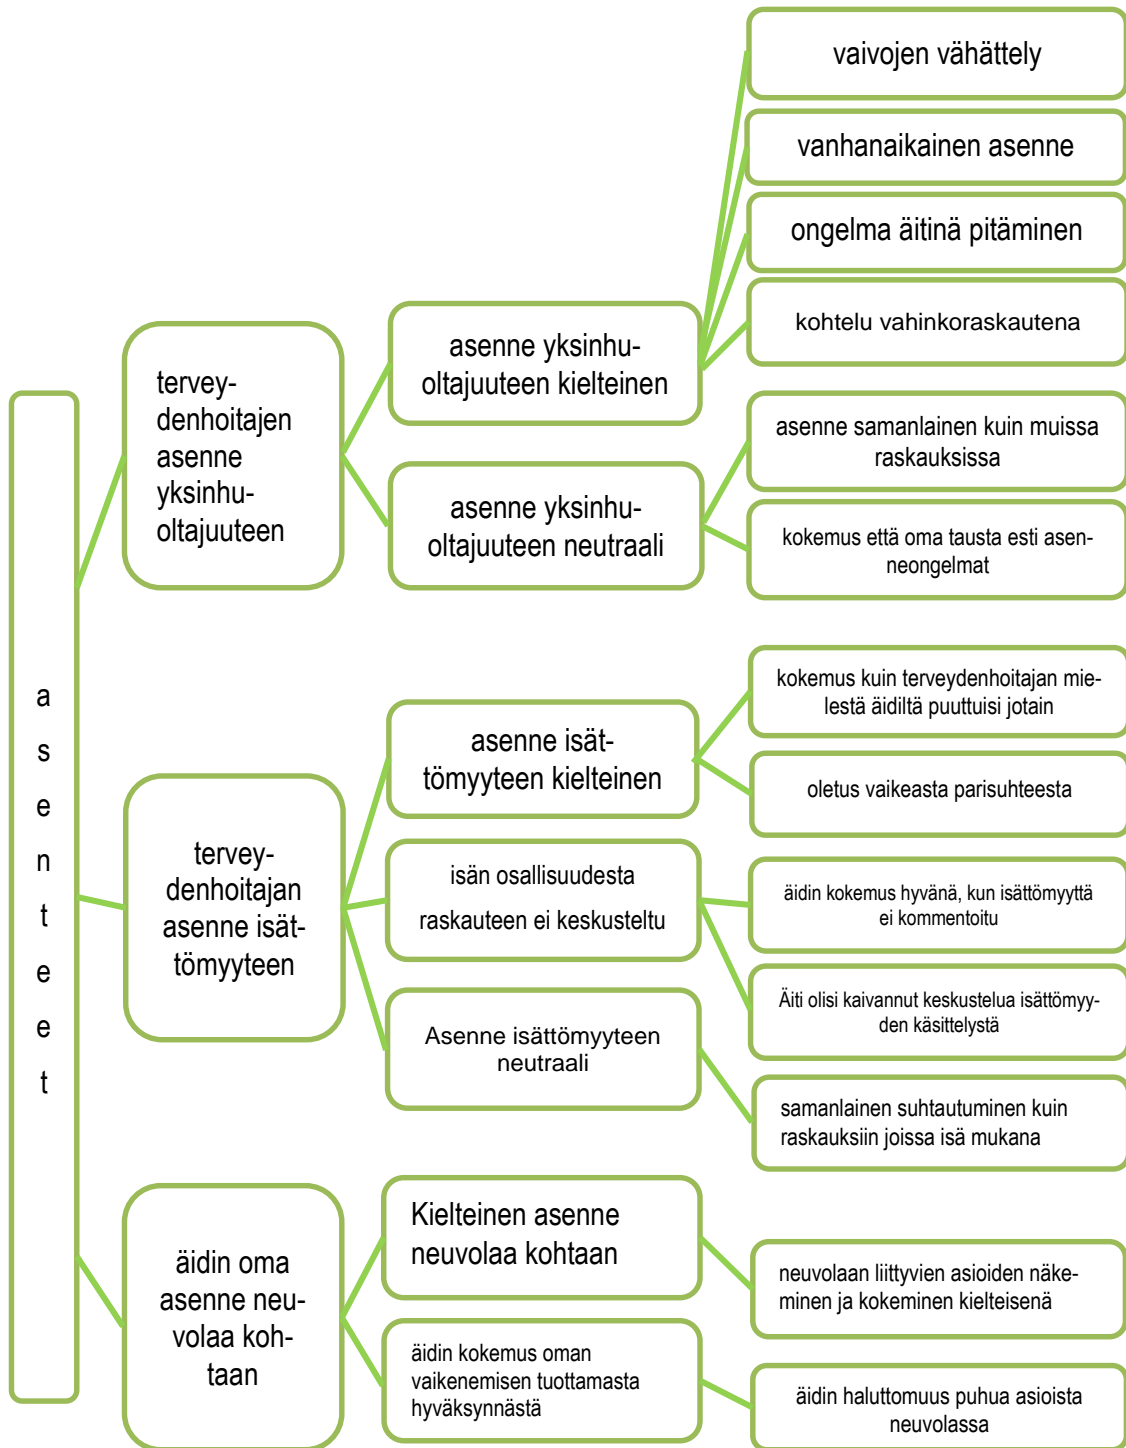 asenteet
tervey-
denhoitajen
asenne
yksinhu-
oltajuuteen
asenne yksinhu-
oltajuuteen kielteinen
vaivojen vähättely
vanhanaikainen asenne
ongelma äitinä pitäminen
kohtelu vahinkoraskautena
asenne yksinhu-
oltajuuteen neutraali
asenne samanlainen kuin muissa
raskauksissa
kokemus että oma tausta esti asen-
neongelmat
tervey-
denhoitajan
asenne isät-
tömyyteen
asenne isät-
tömyyteen kielteinen
kokemus kuin terveydenhoitajan mie-
lestä äidiltä puuttuisi jotain
oletus vaikeasta parisuhteesta
isän osallisuudesta
raskauteen ei keskusteltu
äidin kokemus hyvänä, kun isättömyyttä
ei kommentoitu
Äiti olisi kaivannut keskustelua isättömyy-
den käsittelystä
Asenne isättömyyteen
neutraali
samanlainen suhtautuminen kuin
raskauksiin joissa isä mukana
äidin oma
asenne neu-
volaa koh-
taan
Kielteinen asenne
neuvolaa kohtaan
neuvolaan liittyvien asioiden näke-
minen ja kokeminen kielteisenä
äidin kokemus oman
vaikenemisen tuottamasta
hyväksynnästä
äidin haluttomuus puhua asioista
neuvolassa